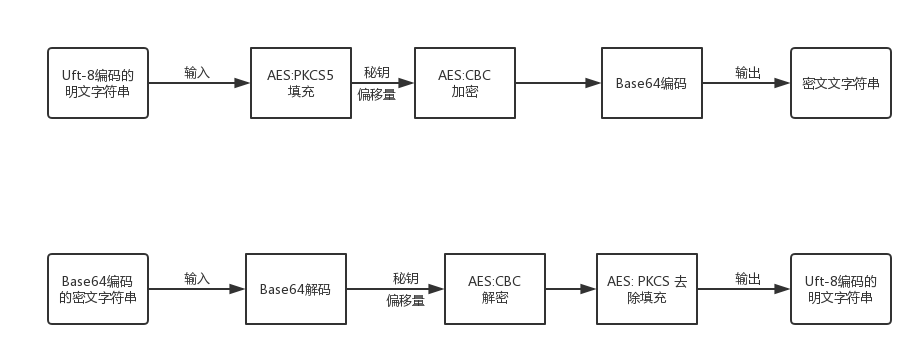 Uft-8编码的
明文字符串
输入
AES:PKCS5
填充
秘钥
偏移量
AES:CBC
加密
Base64编码
输出
密文文字符串
Base64编码
的密文字符串
输入
Base64解码
秘钥
偏移量
AES:CBC
解密
AES: PKCS 去
除填充
输出
Uft-8编码的
明文字符串